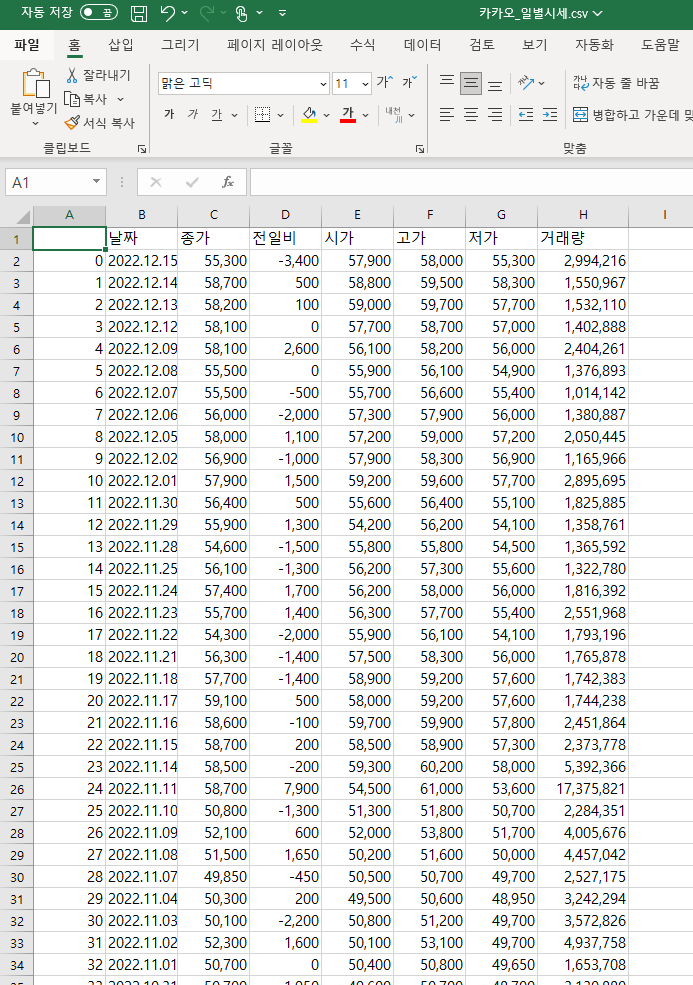 자동 저장 끔 카카오_일별시세.csv
파일 홈 삽입 그리기 페이지 레이아웃 수식 데이터 검토 보기 자동화 도움말
붙여넣기 잘라내기 맑은 고딕 11 가 가 자동 줄 바꿈
복사 가 가 가 가 내천 병합하고 가운데 맞
서식 복사
클립보드 글꼴 맞춤
A1 fx
A B C D E F G H I
1 날짜 종가 전일비 시가 고가 저가 거래량
2 0 2022.12.15 55,300 -3,400 57,900 58,000 55,300 2,994,216
3 1 2022.12.14 58,700 500 58,800 59,500 58,300 1,550,967
4 2 2022.12.13 58,200 100 59,000 59,700 57,700 1,532,110
5 3 2022.12.12 58,100 0 57,700 58,700 57,000 1,402,888
6 4 2022.12.09 58,100 2,600 56,100 58,200 56,000 2,404,261
7 5 2022.12.08 55,500 0 55,900 56,100 54,900 1,376,893
8 6 2022.12.07 55,500 -500 55,700 56,600 55,400 1,014,142
9 7 2022.12.06 56,000 -2,000 57,300 57,900 56,000 1,380,887
10 8 2022.12.05 58,000 1,100 57,200 59,000 57,200 2,050,445
11 9 2022.12.02 56,900 -1,000 57,900 58,300 56,900 1,165,966
12 10 2022.12.01 57,900 1,500 59,200 59,600 57,700 2,895,695
13 11 2022.11.30 56,400 500 55,600 56,400 55,100 1,825,885
14 12 2022.11.29 55,900 1,300 54,200 56,200 54,100 1,358,761
15 13 2022.11.28 54,600 -1,500 55,800 55,800 54,500 1,365,592
16 14 2022.11.25 56,100 -1,300 56,200 57,300 55,600 1,322,780
17 15 2022.11.24 57,400 1,700 56,200 58,000 56,000 1,816,392
18 16 2022.11.23 55,700 1,400 56,300 57,700 55,400 2,551,968
19 17 2022.11.22 54,300 -2,000 55,900 56,100 54,100 1,793,196
20 18 2022.11.21 56,300 -1,400 57,500 58,300 56,000 1,765,878
21 19 2022.11.18 57,700 -1,400 58,900 59,200 57,600 1,742,383
22 20 2022.11.17 59,100 500 58,000 59,200 57,600 1,744,238
23 21 2022.11.16 58,600 -100 59,700 59,900 57,800 2,451,864
24 22 2022.11.15 58,700 200 58,500 58,900 57,300 2,373,778
25 23 2022.11.14 58,500 -200 59,300 60,200 58,000 5,392,366
26 24 2022.11.11 58,700 7,900 54,500 61,000 53,600 17,375,821
27 25 2022.11.10 50,800 -1,300 51,300 51,800 50,700 2,284,351
28 26 2022.11.09 52,100 600 52,000 53,800 51,700 4,005,676
29 27 2022.11.08 51,500 1,650 50,200 51,600 50,000 4,457,042
30 28 2022.11.07 49,850 -450 50,500 50,700 49,700 2,527,175
31 29 2022.11.04 50,300 200 49,500 50,600 48,950 3,242,294
32 30 2022.11.03 50,100 -2,200 50,800 51,200 49,700 3,572,826
33 31 2022.11.02 52,300 1,600 50,100 53,100 49,700 4,937,758
34 32 2022.11.01 50,700 0 50,400 50,800 49,650 1,653,708